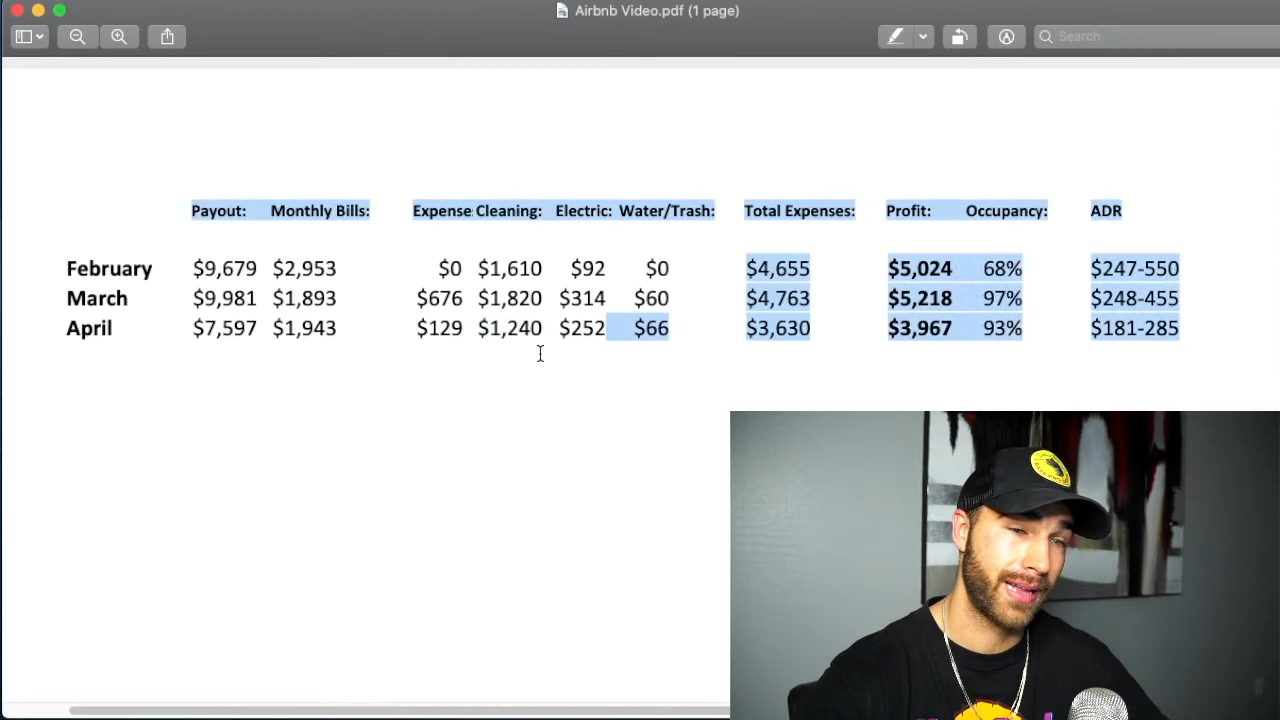 Airbnb Video.pdf (1 page)
Search
Payout: Monthly Bills: Expense: Cleaning: Electric: Water/Trash: Total Expenses: Profit: Occupancy: ADR
February $9,679 $2,953 $0 $1,610 $92 $0 $4,655 $5,024 68% $247-550
March $9,981 $1,893 $676 $1,820 $314 $60 $4,763 $5,218 97% $248-455
April $7,597 $1,943 $129 $1,240 $252 $66 $3,630 $3,967 93% $181-285